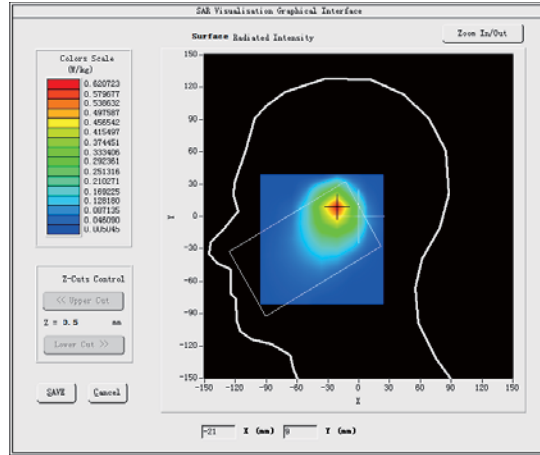 SAR Visualisation Graphical Interface
Surface Radiated Intensity
Zoom In/Out
Colors Scale
(W/kg)
0.620723
0.579677
0.538632
0.497587
0.456542
0.415497
0.374451
0.333406
0.292361
0.251316
0.210271
0.169225
0.128180
0.087135
0.046090
0.005045
Z-Cuts Control
<< Upper Cut
Z = 3.5 mm
Lower Cut >>
SAVE
Cancel
150
120
90
60
30
0
-30
-60
-90
-120
-150
Y
-150 -120 -90 -60 -30 0 30 60 90 120 150
X
-21 X (mm) 9 Y (mm)